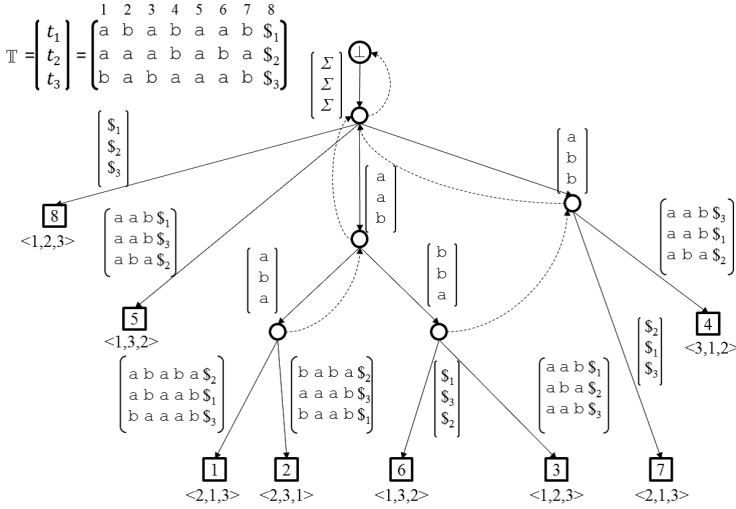 1 2 3 4 5 6 7 8
𝕋 = [t₁ t₂ t₃] =
a b a b a a b $₁
a a a b a b a $₂
b a b a a a b $₃
⊥
Σ
Σ
Σ
$₁
$₂
$₃
a
a
b
a
b
b
8
<1,2,3>
a a b $₁
a a b $₃
a b a $₂
5
<1,3,2>
a
b
a
b
b
a
a a b $₃
a a b $₁
a b a $₂
4
<3,1,2>
a b a b a $₂
a b a a b $₁
b a a a b $₃
b a b a $₂
a a a b $₃
b a a b $₁
$₁
$₃
$₂
a a b $₁
a b a $₂
a a b $₃
$₂
$₁
$₃
1
2
6
3
7
<2,1,3>
<2,3,1>
<1,3,2>
<1,2,3>
<2,1,3>